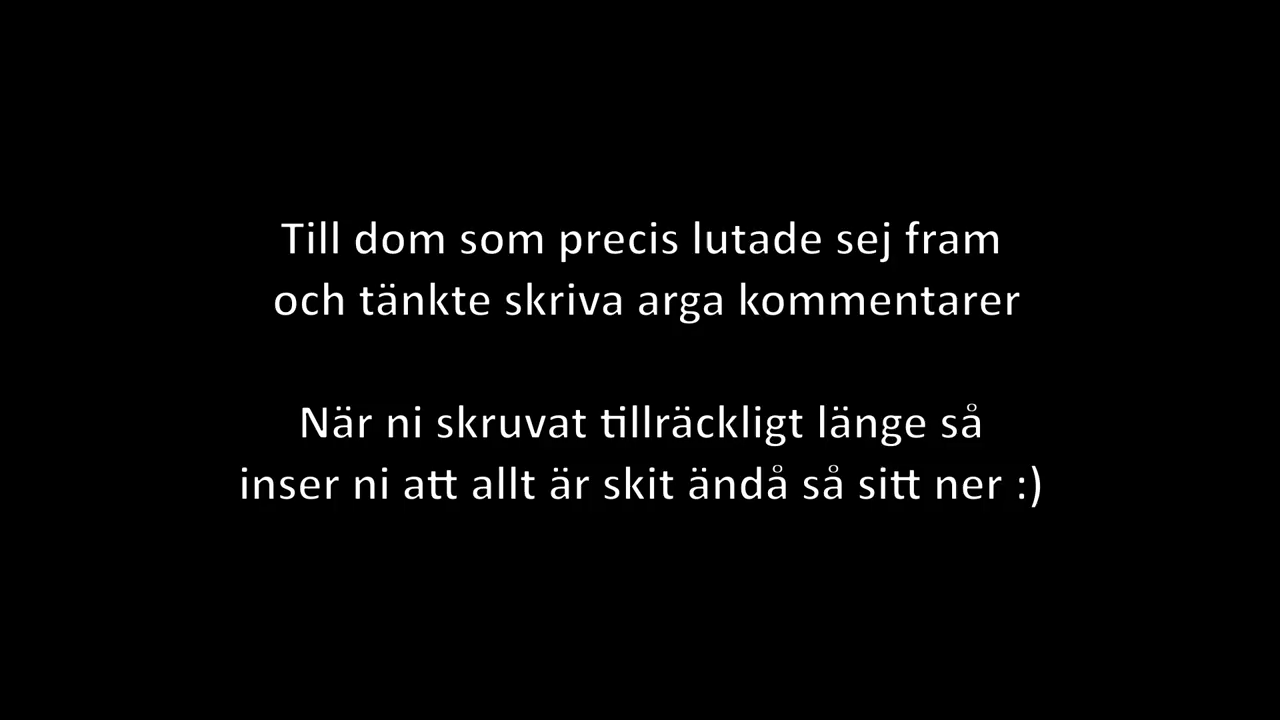 Till dom som precis lutade sej fram
och tänkte skriva arga kommentarer
När ni skruvat tillräckligt länge så
inser ni att allt är skit ändå så sitt ner :)